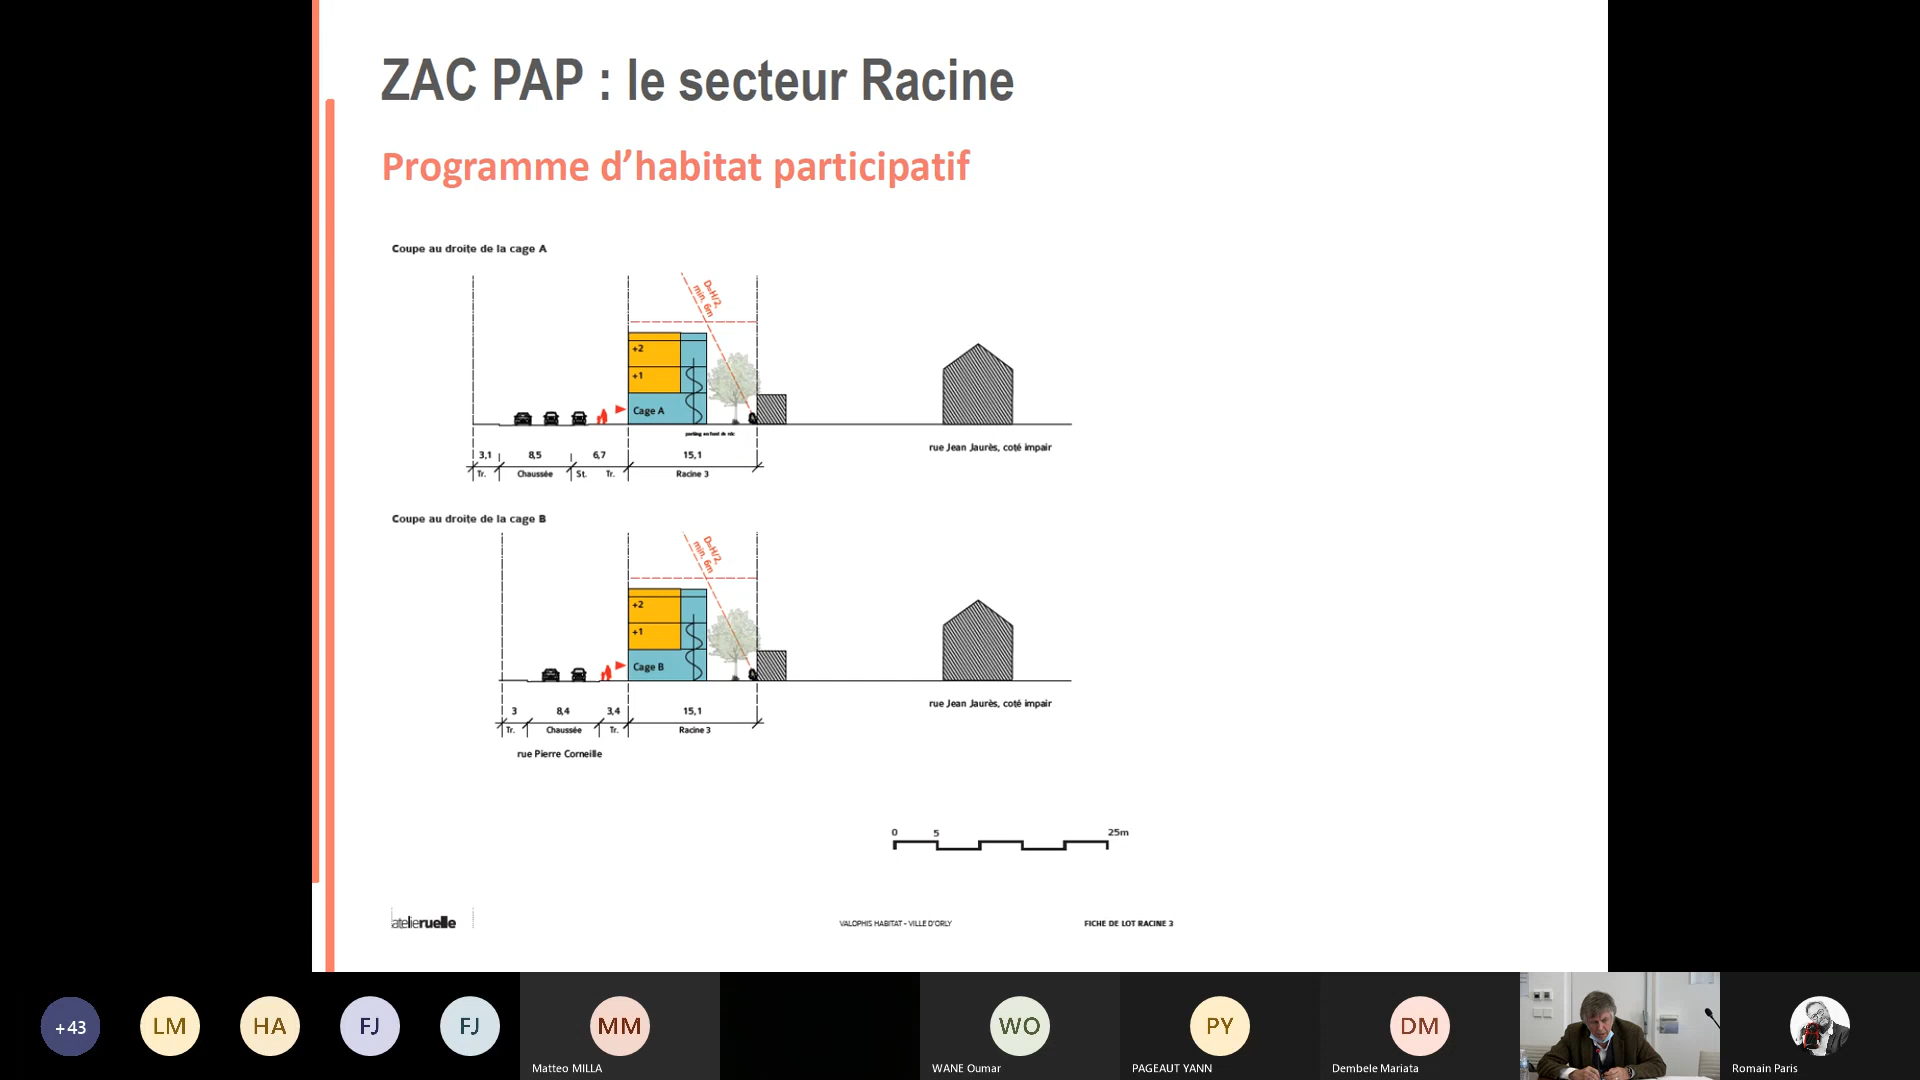 ZAC PAP : le secteur Racine
Programme d’habitat participatif
Coupe au droite de la cage A
D=H/2,
min. 6m
+2
+1
Cage A
parking en fond de rdc
rue Jean Jaurès, coté impair
3,1 8,5 6,7 15,1
Tr. Chaussée St. Tr. Racine 3
Coupe au droite de la cage B
D=H/2,
min. 6m
+2
+1
Cage B
rue Jean Jaurès, coté impair
3 8,4 3,4 15,1
Tr. Chaussée Tr. Racine 3
rue Pierre Corneille
0 5 25m
atelieruelle VALOPHIS HABITAT - VILLE D'ORLY FICHE DE LOT RACINE 3
+43 LM HA FJ FJ MM WO PY DM
Matteo MILLA WANE Oumar PAGEAUT YANN Dembele Mariata Romain Paris